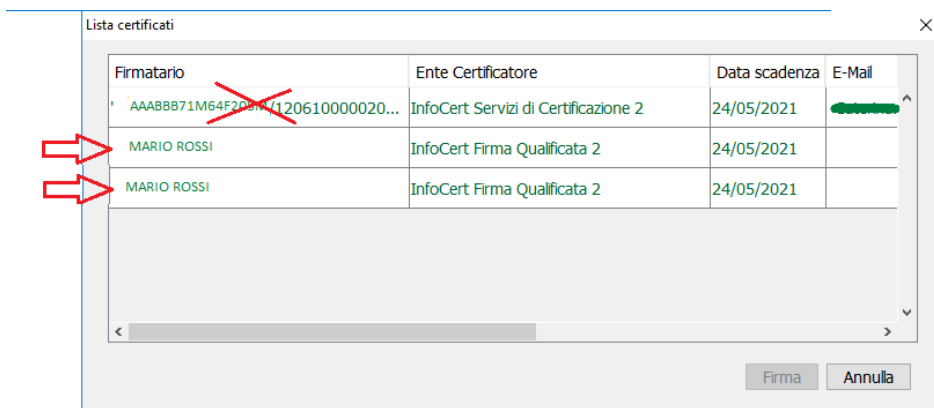 Lista certificati
Firmatario Ente Certificatore Data scadenza E-Mail
/120610000020... InfoCert Servizi di Certificazione 2 24/05/2021
MARIO ROSSI InfoCert Firma Qualificata 2 24/05/2021
MARIO ROSSI InfoCert Firma Qualificata 2 24/05/2021
Firma Annulla